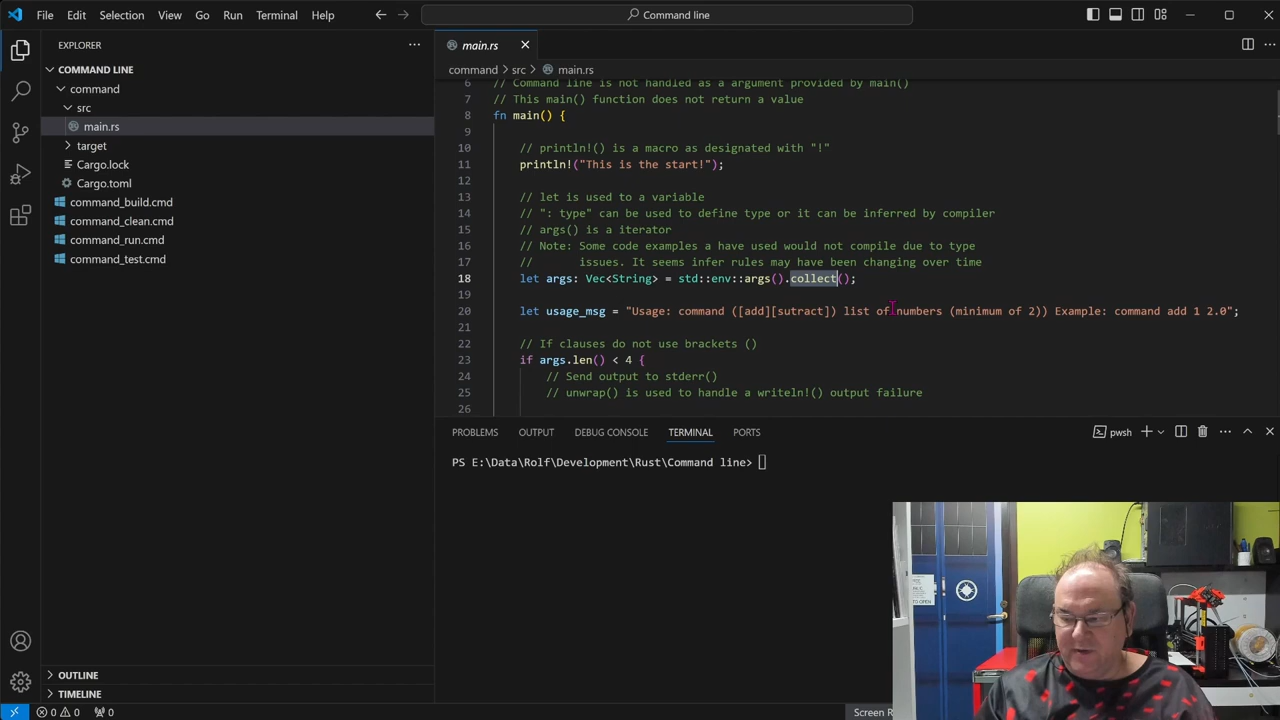 File Edit Selection View Go Run Terminal Help
Command line
EXPLORER
COMMAND LINE
command
src
main.rs
target
Cargo.lock
Cargo.toml
command_build.cmd
command_clean.cmd
command_run.cmd
command_test.cmd
OUTLINE
TIMELINE
main.rs
command > src > main.rs
6 // Command line is not handled as a argument provided by main()
7 // This main() function does not return a value
8 fn main() {
9
10 // println!() is a macro as designated with "!"
11 println!("This is the start!");
12
13 // let is used to a variable
14 // ": type" can be used to define type or it can be inferred by compiler
15 // args() is a iterator
16 // Note: Some code examples a have used would not compile due to type
17 // issues. It seems infer rules may have been changing over time
18 let args: Vec<String> = std::env::args().collect();
19
20 let usage_msg = "Usage: command ([add][sutract]) list of numbers (minimum of 2)) Example: command add 1 2.0";
21
22 // If clauses do not use brackets ()
23 if args.len() < 4 {
24 // Send output to stderr()
25 // unwrap() is used to handle a writeln!() output failure
26
PROBLEMS OUTPUT DEBUG CONSOLE TERMINAL PORTS
pwsh
PS E:\Data\Rolf\Development\Rust\Command line>
0 0 0
Screen R